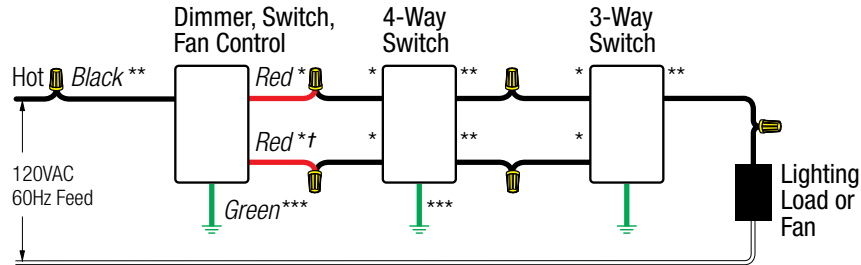 Dimmer, Switch,
Fan Control
4-Way
Switch
3-Way
Switch
Hot
Black **
Red *
*
**
*
**
Red *†
*
**
*
120VAC
60Hz Feed
Green***
***
Lighting
Load or
Fan